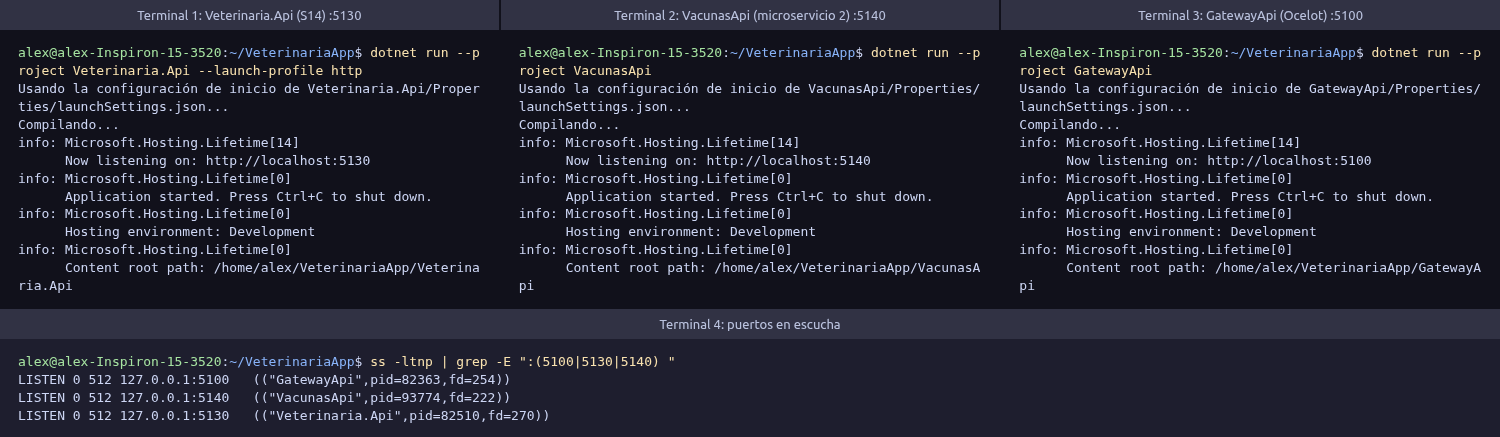 Terminal 1: Veterinaria.Api (S14) :5130
alex@alex-Inspiron-15-3520:~/VeterinariaApp$ dotnet run --p
roject Veterinaria.Api --launch-profile http
Usando la configuración de inicio de Veterinaria.Api/Proper
ties/launchSettings.json...
Compilando...
info: Microsoft.Hosting.Lifetime[14]
      Now listening on: http://localhost:5130
info: Microsoft.Hosting.Lifetime[0]
      Application started. Press Ctrl+C to shut down.
info: Microsoft.Hosting.Lifetime[0]
      Hosting environment: Development
info: Microsoft.Hosting.Lifetime[0]
      Content root path: /home/alex/VeterinariaApp/Veterina
ria.Api
Terminal 2: VacunasApi (microservicio 2) :5140
alex@alex-Inspiron-15-3520:~/VeterinariaApp$ dotnet run --p
roject VacunasApi
Usando la configuración de inicio de VacunasApi/Properties/
launchSettings.json...
Compilando...
info: Microsoft.Hosting.Lifetime[14]
      Now listening on: http://localhost:5140
info: Microsoft.Hosting.Lifetime[0]
      Application started. Press Ctrl+C to shut down.
info: Microsoft.Hosting.Lifetime[0]
      Hosting environment: Development
info: Microsoft.Hosting.Lifetime[0]
      Content root path: /home/alex/VeterinariaApp/VacunasA
pi
Terminal 3: GatewayApi (Ocelot) :5100
alex@alex-Inspiron-15-3520:~/VeterinariaApp$ dotnet run --p
roject GatewayApi
Usando la configuración de inicio de GatewayApi/Properties/
launchSettings.json...
Compilando...
info: Microsoft.Hosting.Lifetime[14]
      Now listening on: http://localhost:5100
info: Microsoft.Hosting.Lifetime[0]
      Application started. Press Ctrl+C to shut down.
info: Microsoft.Hosting.Lifetime[0]
      Hosting environment: Development
info: Microsoft.Hosting.Lifetime[0]
      Content root path: /home/alex/VeterinariaApp/GatewayA
pi
Terminal 4: puertos en escucha
alex@alex-Inspiron-15-3520:~/VeterinariaApp$ ss -ltnp | grep -E ":(5100|5130|5140) "
LISTEN 0 512 127.0.0.1:5100   (("GatewayApi",pid=82363,fd=254))
LISTEN 0 512 127.0.0.1:5140   (("VacunasApi",pid=93774,fd=222))
LISTEN 0 512 127.0.0.1:5130   (("Veterinaria.Api",pid=82510,fd=270))